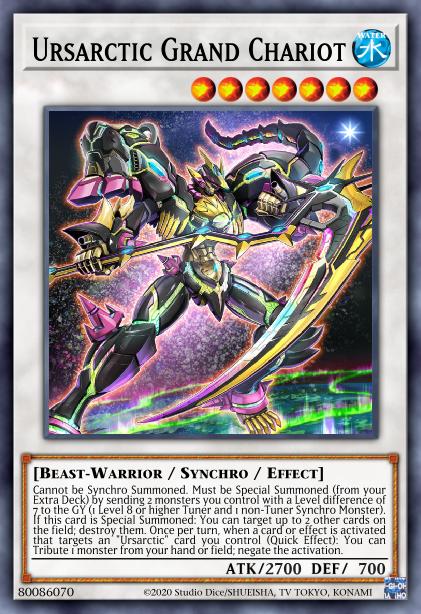 URSARCTIC GRAND CHARIOT
WATER
水
[BEAST-WARRIOR / SYNCHRO / EFFECT]
Cannot be Synchro Summoned. Must be Special Summoned (from your
Extra Deck) by sending 2 monsters you control with a Level difference of
7 to the GY (1 Level 8 or higher Tuner and 1 non-Tuner Synchro Monster).
If this card is Special Summoned: You can target up to 2 other cards on
the field; destroy them. Once per turn, when a card or effect is activated
that targets an "Ursarctic" card you control (Quick Effect): You can
Tribute 1 monster from your hand or field; negate the activation.
ATK/2700 DEF/ 700
80086070
©2020 Studio Dice/SHUEISHA, TV TOKYO, KONAMI